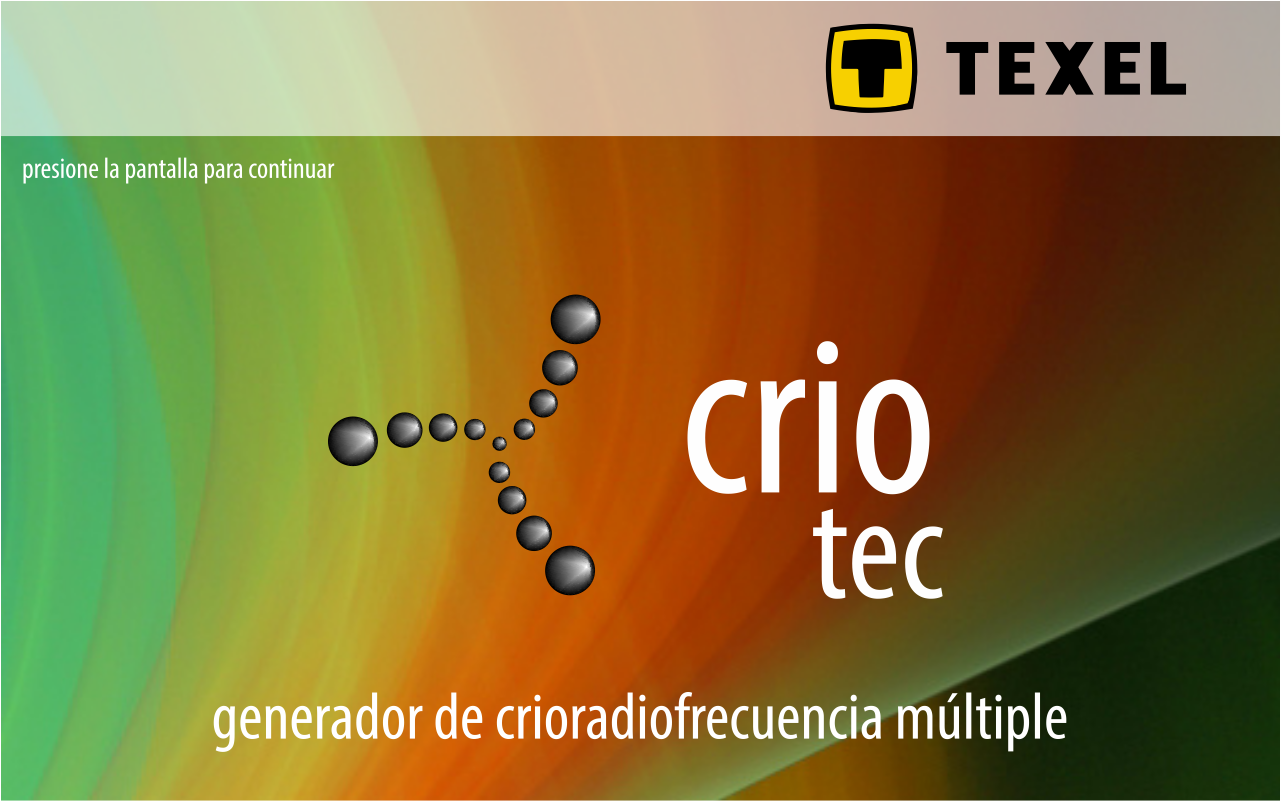 TEXEL
presione la pantalla para continuar
crio
tec
generador de crioradiofrecuencia múltiple